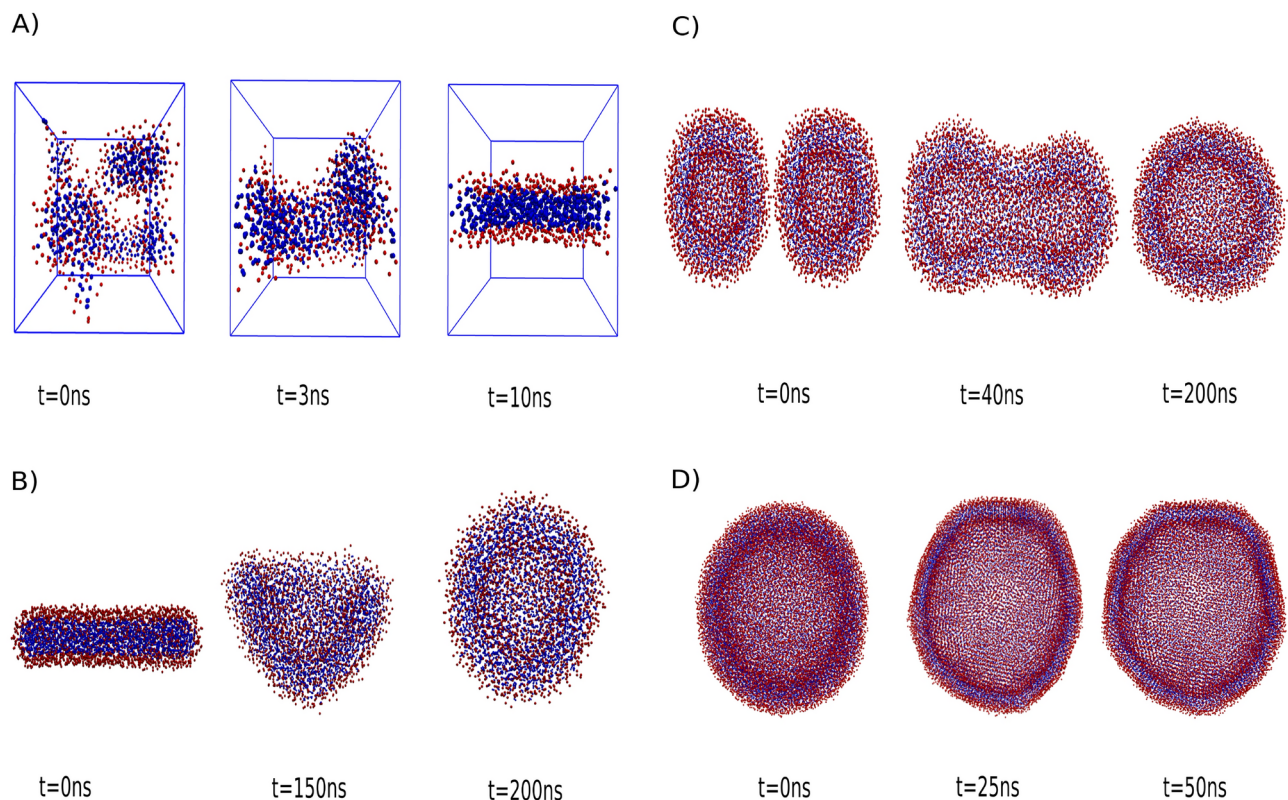 A)
t=0ns
t=3ns
t=10ns
B)
t=0ns
t=150ns
t=200ns
C)
t=0ns
t=40ns
t=200ns
D)
t=0ns
t=25ns
t=50ns